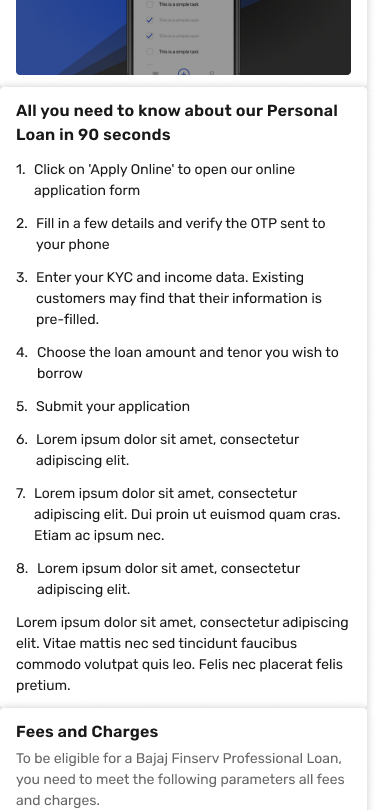 This is a simple task
This is a simple task
This is a simple task
This is a simple task
All you need to know about our Personal
Loan in 90 seconds
1. Click on 'Apply Online' to open our online
application form
2. Fill in a few details and verify the OTP sent to
your phone
3. Enter your KYC and income data. Existing
customers may find that their information is
pre-filled.
4. Choose the loan amount and tenor you wish to
borrow
5. Submit your application
6. Lorem ipsum dolor sit amet, consectetur
adipiscing elit.
7. Lorem ipsum dolor sit amet, consectetur
adipiscing elit. Dui proin ut euismod quam cras.
Etiam ac ipsum nec.
8. Lorem ipsum dolor sit amet, consectetur
adipiscing elit.
Lorem ipsum dolor sit amet, consectetur adipiscing
elit. Vitae mattis nec sed tincidunt faucibus
commodo volutpat quis leo. Felis nec placerat felis
pretium.
Fees and Charges
To be eligible for a Bajaj Finserv Professional Loan,
you need to meet the following parameters all fees
and charges.